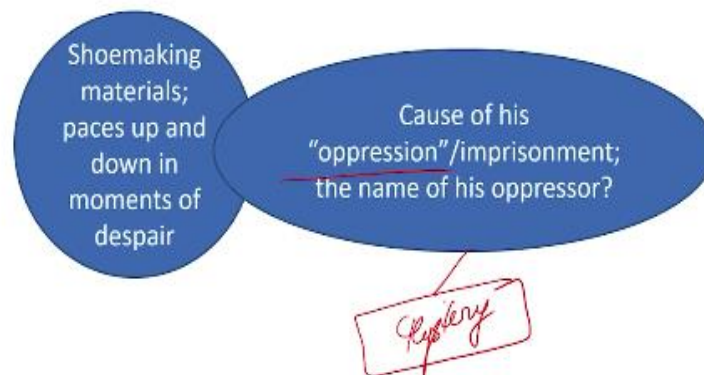 Shoemaking
materials;
paces up and
down in
moments of
despair
Cause of his
“oppression”/imprisonment;
the name of his oppressor?
Mystery